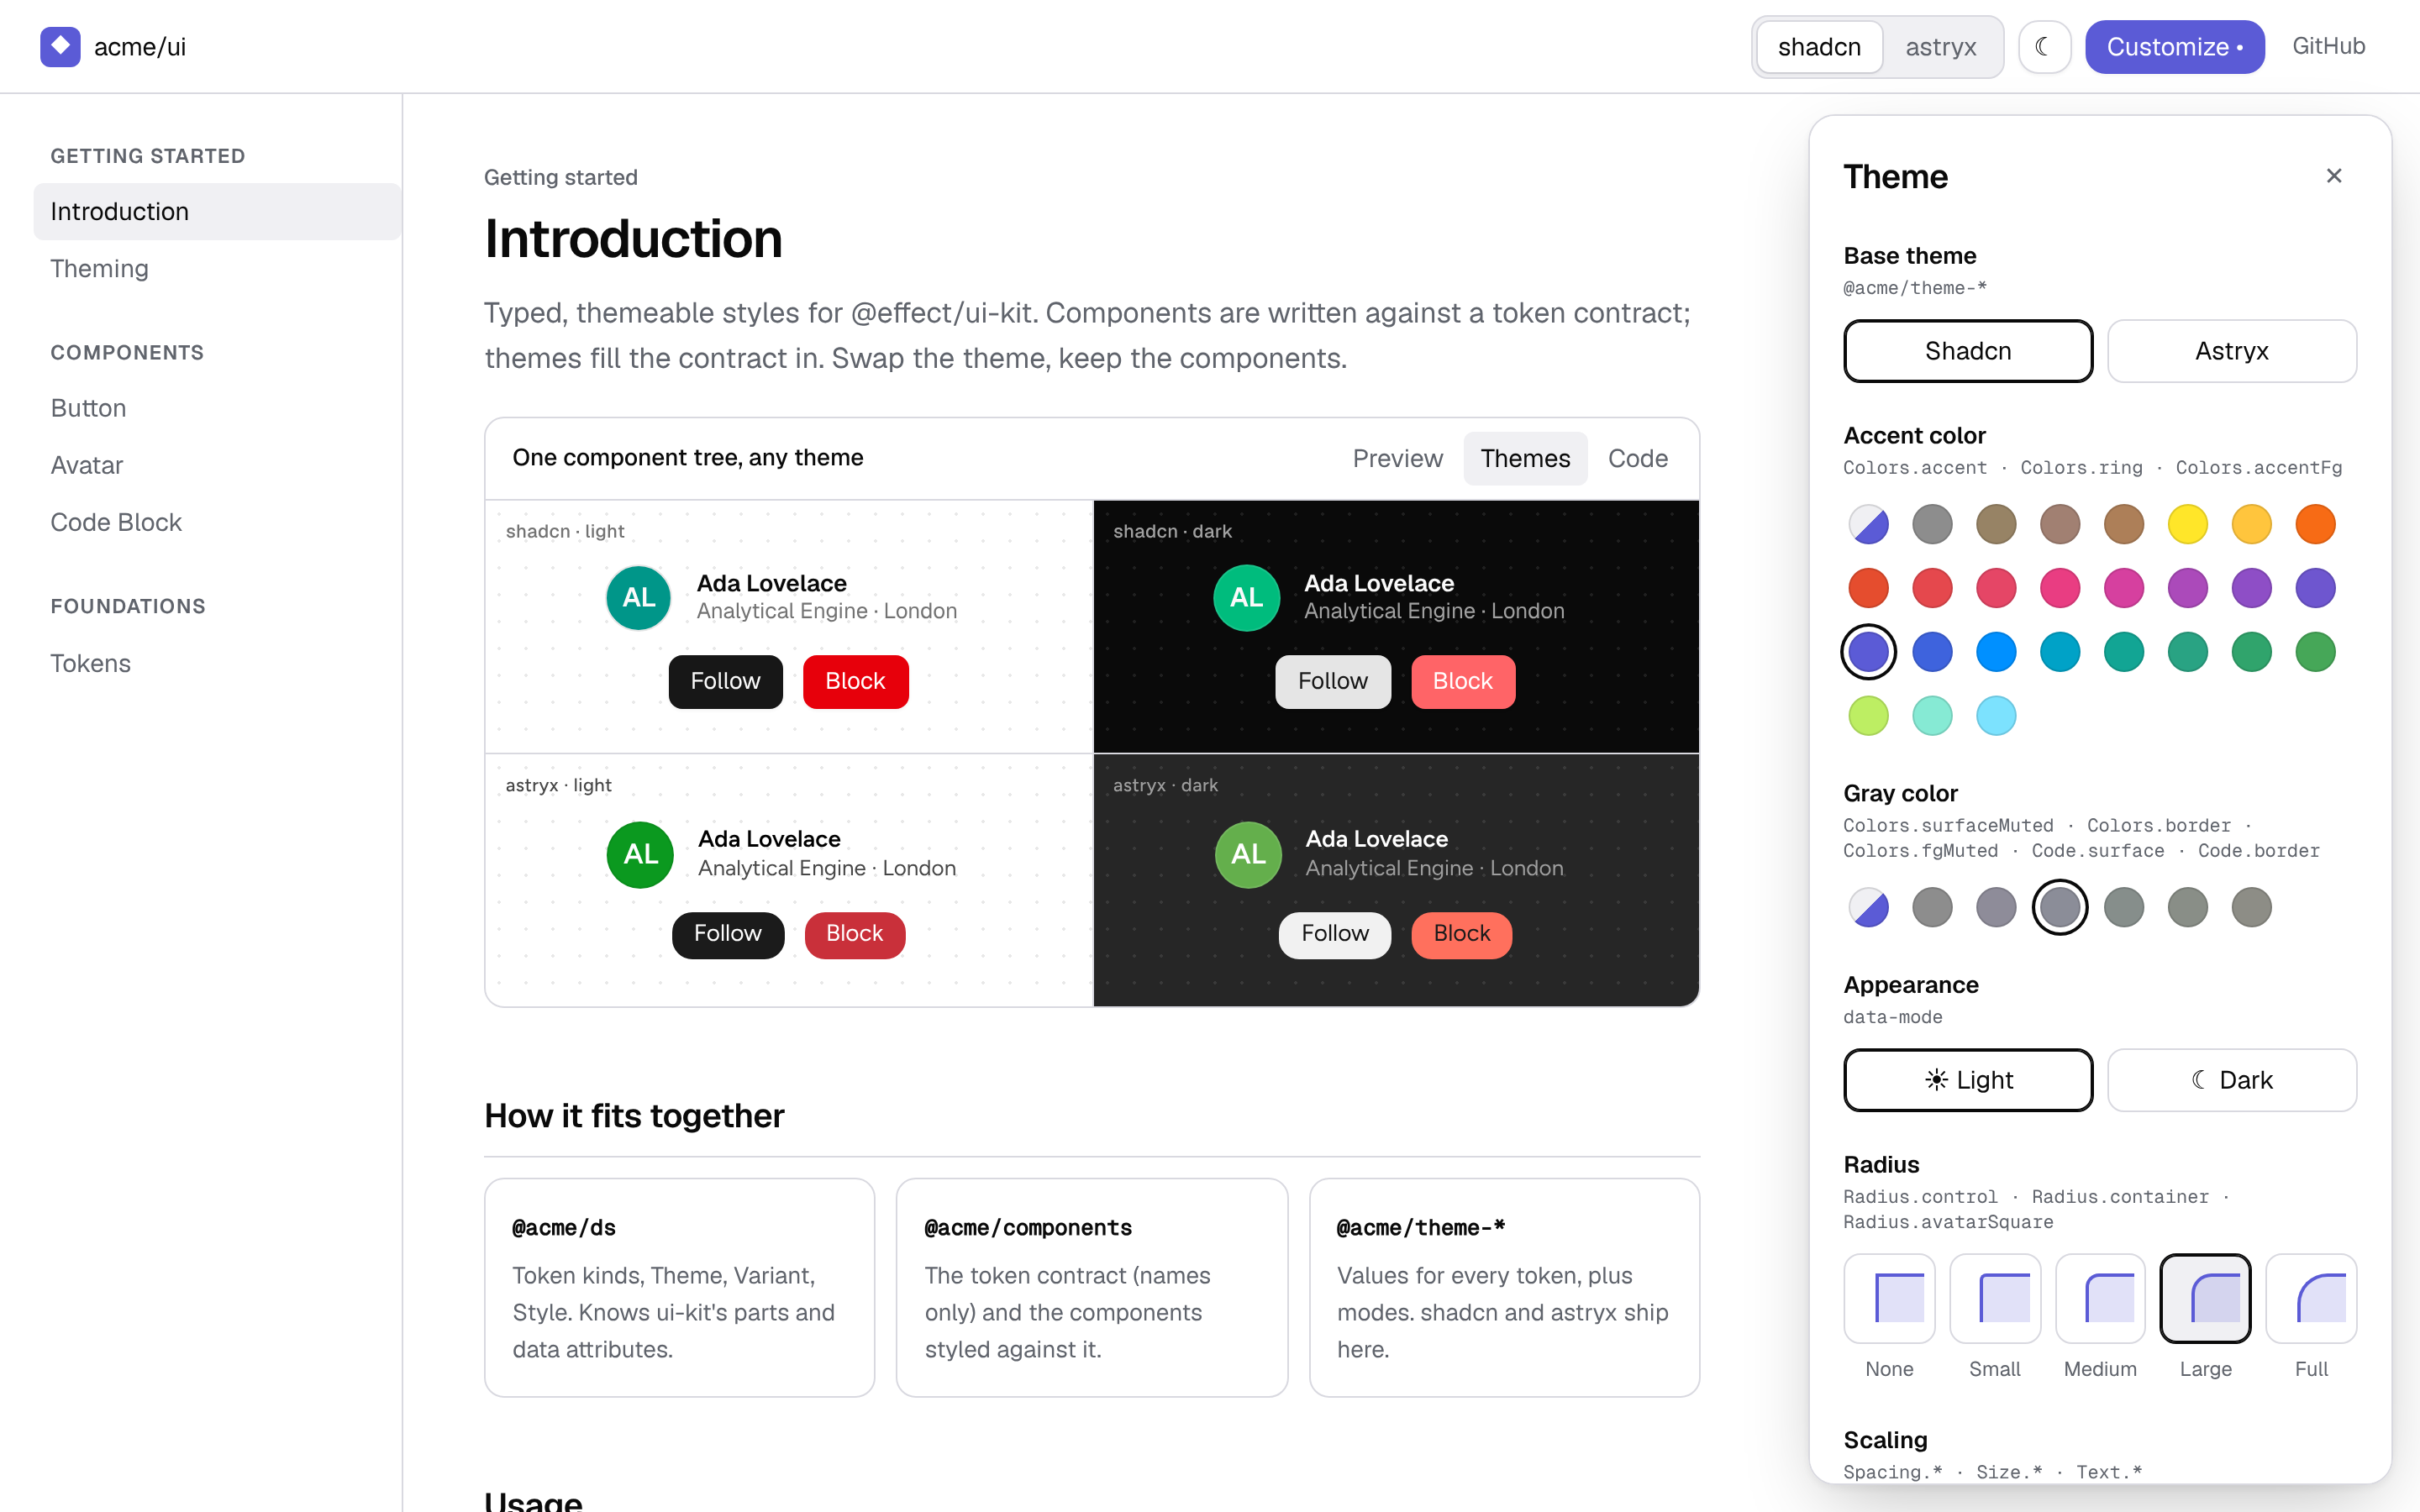 acme/ui
shadcn
astryx
Customize •
GitHub
GETTING STARTED
Introduction
Theming
COMPONENTS
Button
Avatar
Code Block
FOUNDATIONS
Tokens
Getting started
Introduction
Typed, themeable styles for @effect/ui-kit. Components are written against a token contract;
themes fill the contract in. Swap the theme, keep the components.
One component tree, any theme
Preview
Themes
Code
shadcn · light
AL
Ada Lovelace
Analytical Engine · London
Follow
Block
shadcn · dark
AL
Ada Lovelace
Analytical Engine · London
Follow
Block
astryx · light
AL
Ada Lovelace
Analytical Engine · London
Follow
Block
astryx · dark
AL
Ada Lovelace
Analytical Engine · London
Follow
Block
How it fits together
@acme/ds
Token kinds, Theme, Variant,
Style. Knows ui-kit's parts and
data attributes.
@acme/components
The token contract (names
only) and the components
styled against it.
@acme/theme-*
Values for every token, plus
modes. shadcn and astryx ship
here.
Usage
Theme
×
Base theme
@acme/theme-*
Shadcn
Astryx
Accent color
Colors.accent · Colors.ring · Colors.accentFg
Gray color
Colors.surfaceMuted · Colors.border ·
Colors.fgMuted · Code.surface · Code.border
Appearance
data-mode
☀ Light
☾ Dark
Radius
Radius.control · Radius.container ·
Radius.avatarSquare
None
Small
Medium
Large
Full
Scaling
Spacing.* · Size.* · Text.*